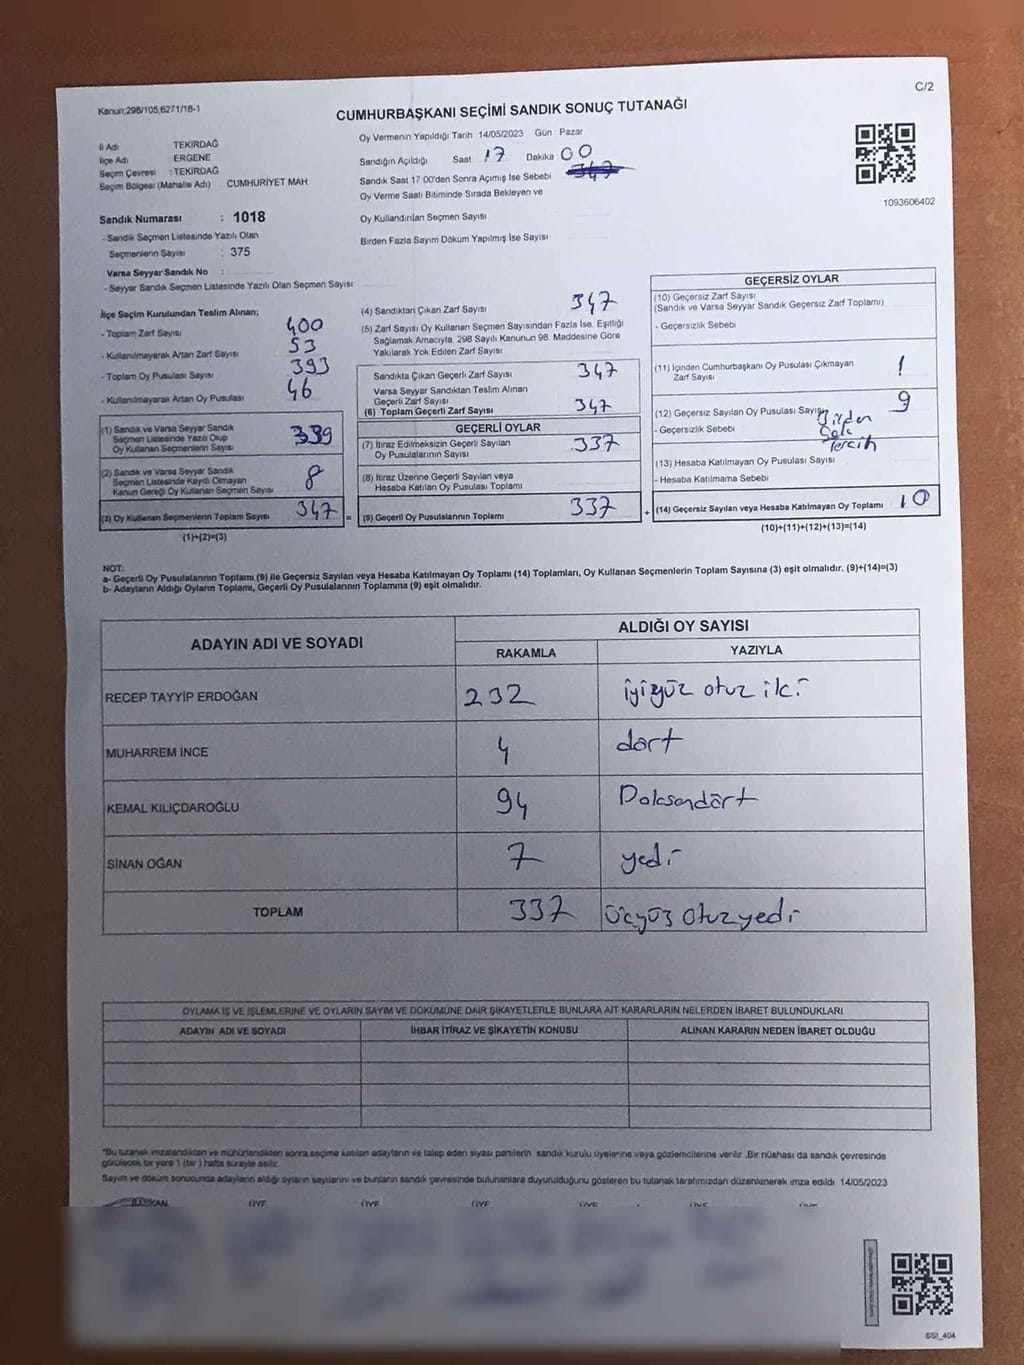 C/2
Kanun:298/105,6271/18-1
CUMHURBAŞKANI SEÇİMİ SANDIK SONUÇ TUTANAĞI
İl Adı TEKİRDAĞ
İlçe Adı ERGENE
Seçim Çevresi : TEKİRDAĞ
Seçim Bölgesi (Mahalle Adı) CUMHURİYET MAH.
Oy Vermenin Yapıldığı Tarih 14/05/2023 Gün Pazar
Sandığın Açıldığı Saat 17 Dakika 00
Sandık Saat 17:00'den Sonra Açımış İse Sebebi
Oy Verme Saati Bitiminde Sırada Bekleyen ve
Oy Kullandırılan Seçmen Sayısı
Birden Fazla Sayım Döküm Yapılmış İse Sayısı
1093606402
Sandık Numarası : 1018
- Sandık Seçmen Listesinde Yazılı Olan
Seçmenlerin Sayısı : 375
Varsa Seyyar Sandık No :
- Seyyar Sandık Seçmen Listesinde Yazılı Olan Seçmen Sayısı
İlçe Seçim Kurulundan Teslim Alınan;
- Toplam Zarf Sayısı 400
- Kullanılmayarak Artan Zarf Sayısı 53
- Toplam Oy Pusulası Sayısı 393
- Kullanılmayarak Artan Oy Pusulası 46
(1) Sandık ve Varsa Seyyar Sandık
Seçmen Listesinde Yazılı Olup
Oy Kullanan Seçmenlerin Sayısı 339
(2) Sandık ve Varsa Seyyar Sandık
Seçmen Listesinde Kayıtlı Olmayan
Kanun Gereği Oy Kullanan Seçmen Sayısı 8
(3) Oy Kullanan Seçmenlerin Toplam Sayısı 347 =
(1)+(2)=(3)
(4) Sandıktan Çıkan Zarf Sayısı 347
(5) Zarf Sayısı Oy Kullanan Seçmen Sayısından Fazla İse, Eşitliği
Sağlamak Amacıyla, 298 Sayılı Kanunun 98. Maddesine Göre
Yakılarak Yok Edilen Zarf Sayısı
Sandıkta Çıkan Geçerli Zarf Sayısı 347
Varsa Seyyar Sandıktan Teslim Alınan
Geçerli Zarf Sayısı
(6) Toplam Geçerli Zarf Sayısı 347
GEÇERLİ OYLAR
(7) İtiraz Edilmeksizin Geçerli Sayılan
Oy Pusulalarının Sayısı 337
(8) İtiraz Üzerine Geçerli Sayılan veya
Hesaba Katılan Oy Pusulası Toplamı
(9) Geçerli Oy Pusulalarının Toplamı 337 +
GEÇERSİZ OYLAR
(10) Geçersiz Zarf Sayısı
(Sandık ve Varsa Seyyar Sandık Geçersiz Zarf Toplamı)
- Geçersizlik Sebebi
(11) İçinden Cumhurbaşkanı Oy Pusulası Çıkmayan
Zarf Sayısı 1
(12) Geçersiz Sayılan Oy Pusulası Sayısı 9
- Geçersizlik Sebebi Birden
Tercih
(13) Hesaba Katılmayan Oy Pusulası Sayısı
- Hesaba Katılmama Sebebi
(14) Geçersiz Sayılan veya Hesaba Katılmayan Oy Toplamı 10
(10)+(11)+(12)+(13)=(14)
NOT:
a- Geçerli Oy Pusulalarının Toplamı (9) ile Geçersiz Sayılan veya Hesaba Katılmayan Oy Toplamı (14) Toplamları, Oy Kullanan Seçmenlerin Toplam Sayısına (3) eşit olmalıdır. (9)+(14)=(3)
b- Adayların Aldığı Oyların Toplamı, Geçerli Oy Pusulalarının Toplamına (9) eşit olmalıdır.
ADAYIN ADI VE SOYADI ALDIĞI OY SAYISI
RAKAMLA YAZIYLA
RECEP TAYYİP ERDOĞAN 232 iyiyüz otuz iki
MUHARREM İNCE 4 dört
KEMAL KILIÇDAROĞLU 94 Doksandört
SİNAN OĞAN 7 yedi
TOPLAM 337 üçyüz otuzyedi
OYLAMA İŞ VE İŞLEMLERİNE VE OYLARIN SAYIM VE DÖKÜMÜNE DAİR ŞİKAYETLERLE BUNLARA AİT KARARLARIN NELERDEN İBARET BULUNDUKLARI
ADAYIN ADI VE SOYADI İHBAR İTİRAZ VE ŞİKAYETİN KONUSU ALINAN KARARIN NEDEN İBARET OLDUĞU
*Bu tutanak imzalandıktan ve mühürlendikten sonra seçime katılan adayların ve talep eden siyasi partilerin sandık kurulu üyelerine veya gözlemcilerine verilir. Bir nüshası da sandık çevresinde
görülecek bir yere 1 (bir) hafta süreyle asılır.
Sayım ve döküm sonucunda adayların aldığı oyların sayılarını ve bunların sandık çevresinde bulunanlara duyurulduğunu gösteren bu tutanak tarafımızdan düzenlenerek imza edildi. 14/05/2023
BAŞKAN ÜYE ÜYE ÜYE ÜYE ÜYE
SSI_404